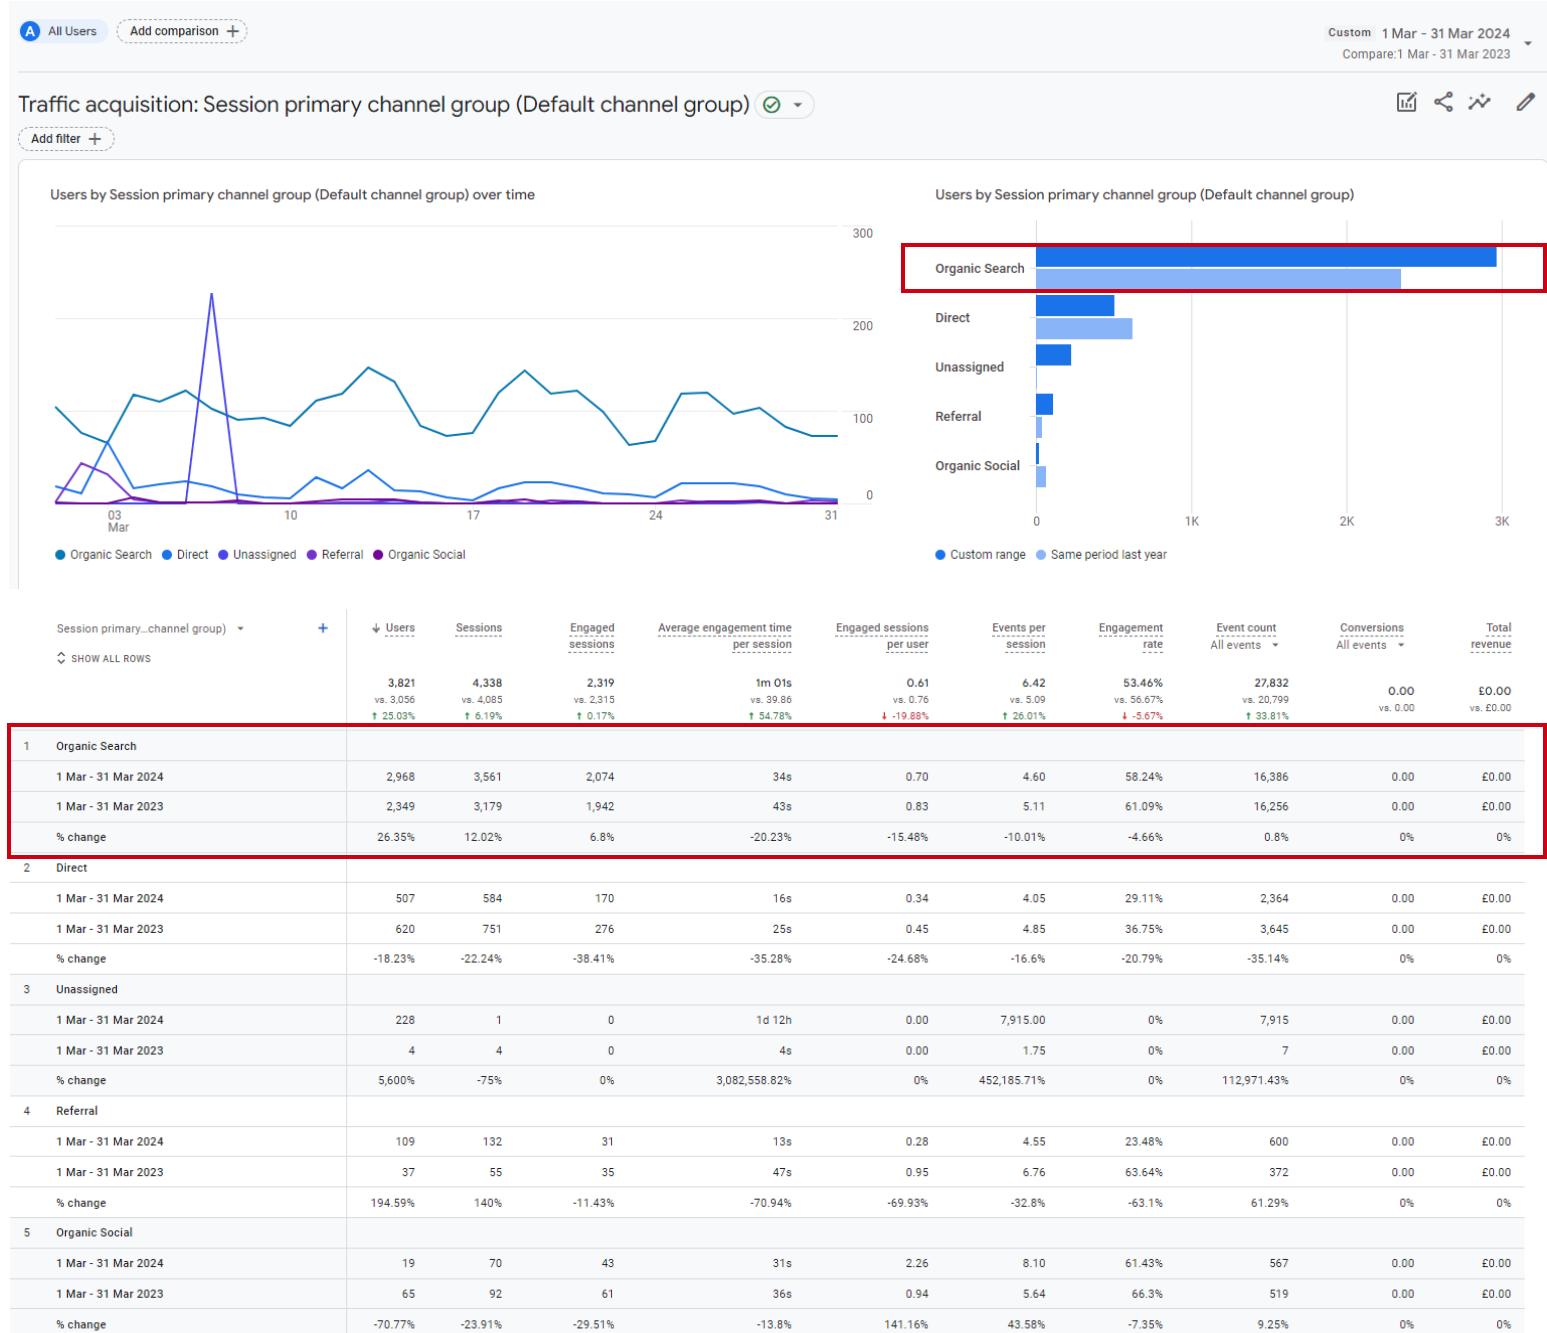 A All Users Add comparison +
Custom 1 Mar - 31 Mar 2024
Compare:1 Mar - 31 Mar 2023
Traffic acquisition: Session primary channel group (Default channel group)
Add filter +
Users by Session primary channel group (Default channel group) over time
300
200
100
0
03 10 17 24 31
Mar
Organic Search Direct Unassigned Referral Organic Social
Users by Session primary channel group (Default channel group)
Organic Search
Direct
Unassigned
Referral
Organic Social
0 1K 2K 3K
Custom range Same period last year
Session primary...channel group) + Users Sessions Engaged Average engagement time Engaged sessions Events per Engagement Event count Conversions Total
sessions per session per user session rate All events All events revenue
SHOW ALL ROWS
3,821 4,338 2,319 1m 01s 0.61 6.42 53.46% 27,832 0.00 £0.00
vs. 3,056 vs. 4,085 vs. 2,315 vs. 39.86 vs. 0.76 vs. 5.09 vs. 56.67% vs. 20,799 vs. 0.00 vs. £0.00
↑ 25.03% ↑ 6.19% ↑ 0.17% ↑ 54.78% ↓ -19.88% ↑ 26.01% ↓ -5.67% ↑ 33.81%
1 Organic Search
1 Mar - 31 Mar 2024 2,968 3,561 2,074 34s 0.70 4.60 58.24% 16,386 0.00 £0.00
1 Mar - 31 Mar 2023 2,349 3,179 1,942 43s 0.83 5.11 61.09% 16,256 0.00 £0.00
% change 26.35% 12.02% 6.8% -20.23% -15.48% -10.01% -4.66% 0.8% 0% 0%
2 Direct
1 Mar - 31 Mar 2024 507 584 170 16s 0.34 4.05 29.11% 2,364 0.00 £0.00
1 Mar - 31 Mar 2023 620 751 276 25s 0.45 4.85 36.75% 3,645 0.00 £0.00
% change -18.23% -22.24% -38.41% -35.28% -24.68% -16.6% -20.79% -35.14% 0% 0%
3 Unassigned
1 Mar - 31 Mar 2024 228 1 0 1d 12h 0.00 7,915.00 0% 7,915 0.00 £0.00
1 Mar - 31 Mar 2023 4 4 0 4s 0.00 1.75 0% 7 0.00 £0.00
% change 5,600% -75% 0% 3,082,558.82% 0% 452,185.71% 0% 112,971.43% 0% 0%
4 Referral
1 Mar - 31 Mar 2024 109 132 31 13s 0.28 4.55 23.48% 600 0.00 £0.00
1 Mar - 31 Mar 2023 37 55 35 47s 0.95 6.76 63.64% 372 0.00 £0.00
% change 194.59% 140% -11.43% -70.94% -69.93% -32.8% -63.1% 61.29% 0% 0%
5 Organic Social
1 Mar - 31 Mar 2024 19 70 43 31s 2.26 8.10 61.43% 567 0.00 £0.00
1 Mar - 31 Mar 2023 65 92 61 36s 0.94 5.64 66.3% 519 0.00 £0.00
% change -70.77% -23.91% -29.51% -13.8% 141.16% 43.58% -7.35% 9.25% 0% 0%